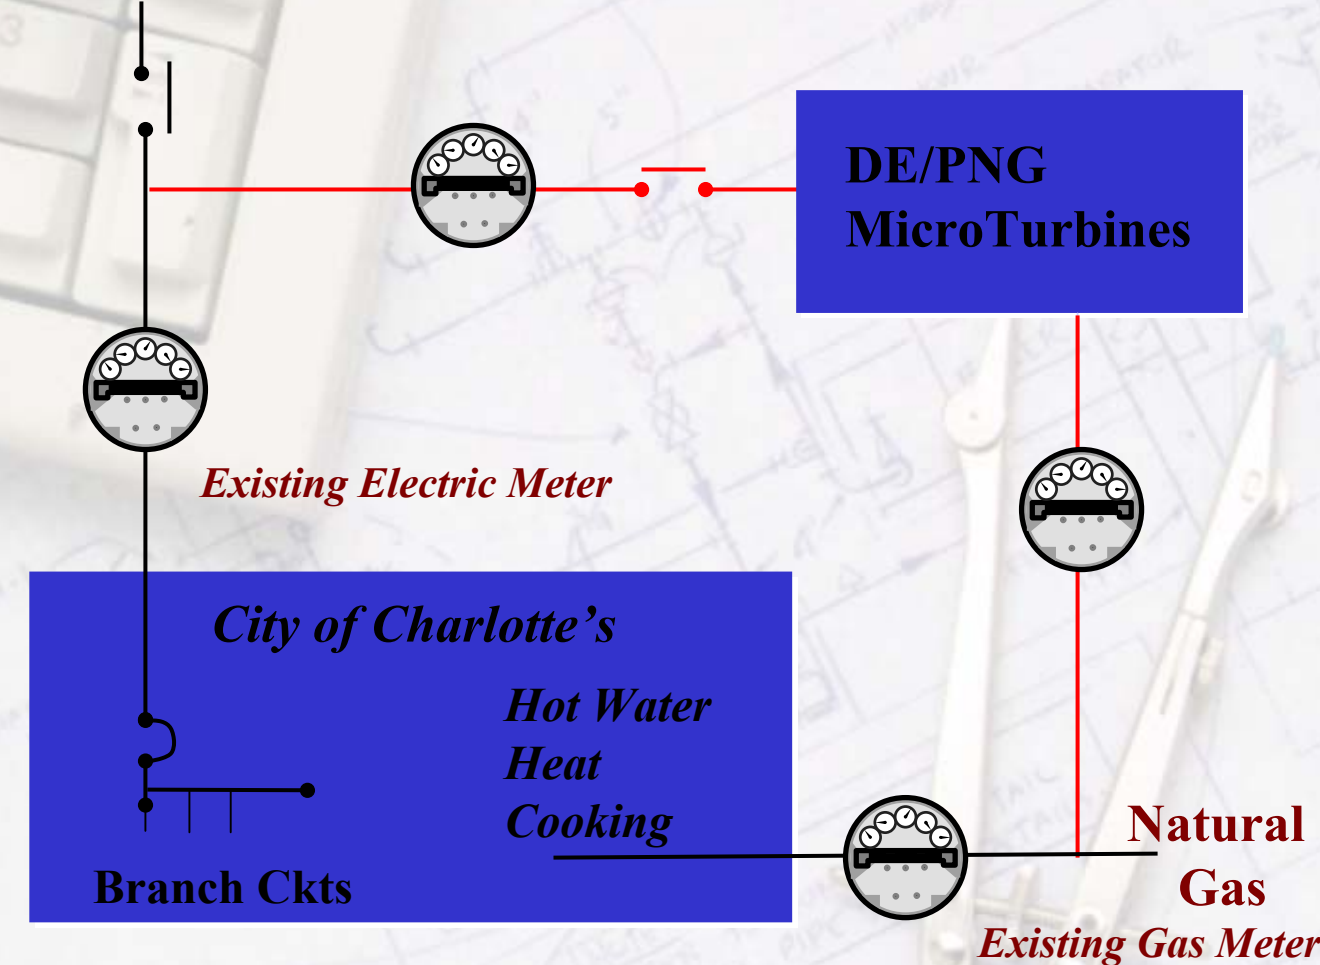 DE/PNG
MicroTurbines
Existing Electric Meter
City of Charlotte’s
Hot Water
Heat
Cooking
Branch Ckts
Natural
Gas
Existing Gas Meter